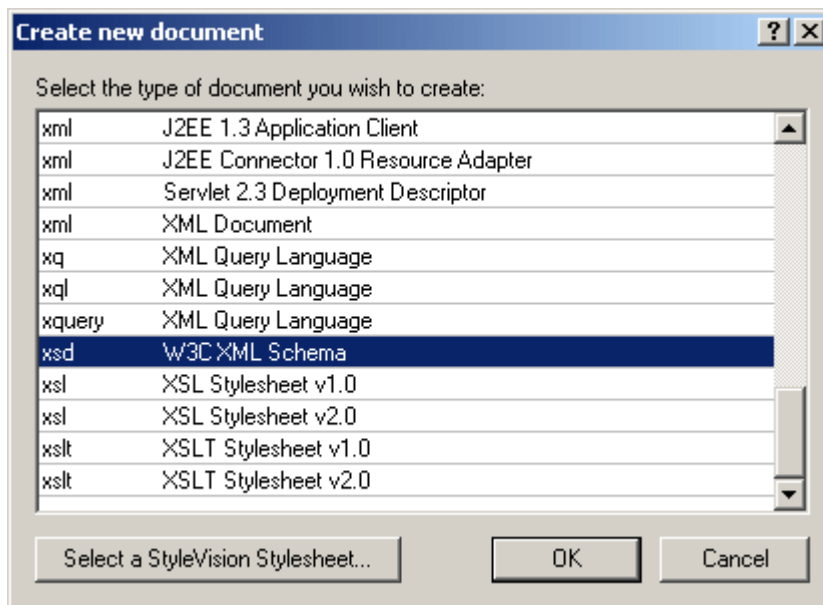 Create new document
Select the type of document you wish to create:
xml J2EE 1.3 Application Client
xml J2EE Connector 1.0 Resource Adapter
xml Servlet 2.3 Deployment Descriptor
xml XML Document
xq XML Query Language
xql XML Query Language
xquery XML Query Language
xsd W3C XML Schema
xsl XSL Stylesheet v1.0
xsl XSL Stylesheet v2.0
xslt XSLT Stylesheet v1.0
xslt XSLT Stylesheet v2.0
Select a StyleVision Stylesheet... OK Cancel